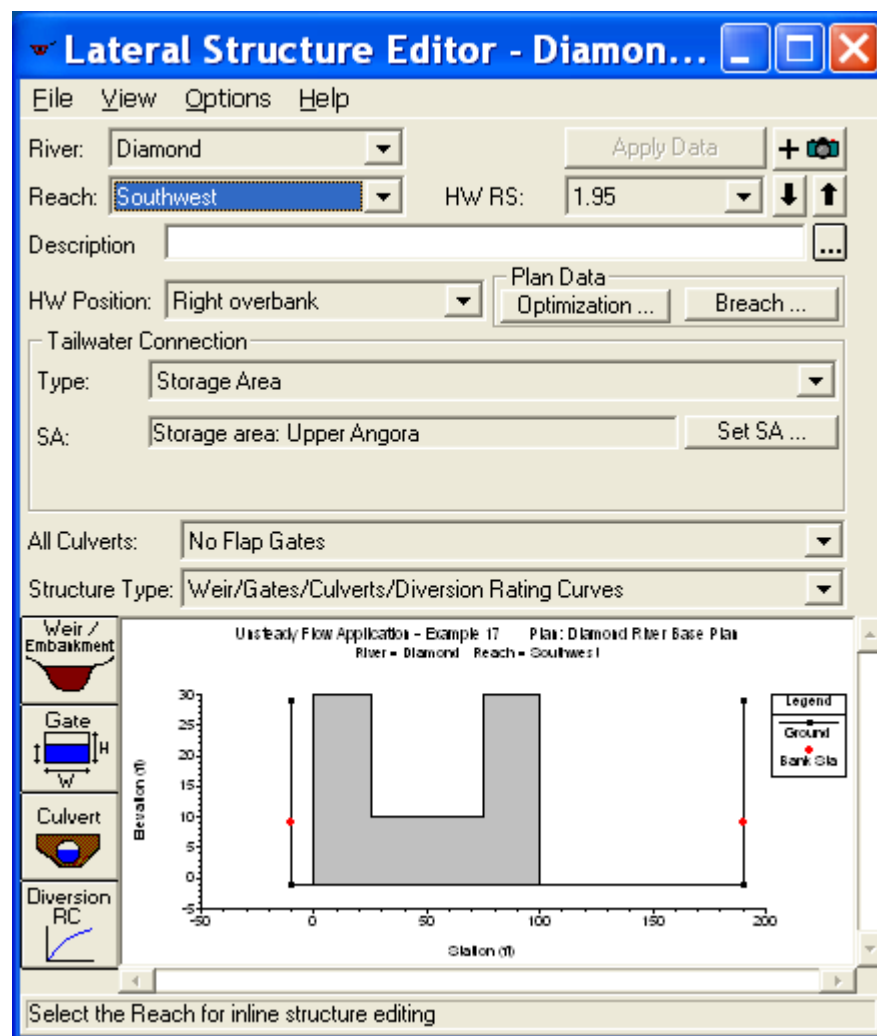 Lateral Structure Editor - Diamon...
File View Options Help
River: Diamond Apply Data +
Reach: Southwest HW RS: 1.95
Description ...
Plan Data
HW Position: Right overbank Optimization ... Breach ...
Tailwater Connection
Type: Storage Area
SA: Storage area: Upper Angora Set SA ...
All Culverts: No Flap Gates
Structure Type: Weir/Gates/Culverts/Diversion Rating Curves
Weir / Embankment
Gate
H
W
Culvert
Diversion RC
Unsteady Flow Application - Example 17 Plan: Diamond River Base Plan
River = Diamond Reach = Southwest
Elevation (ft)
30
25
20
15
10
5
0
-5
-50 0 50 100 150 200
Station (ft)
Legend
Ground
Bank Sta
Select the Reach for inline structure editing